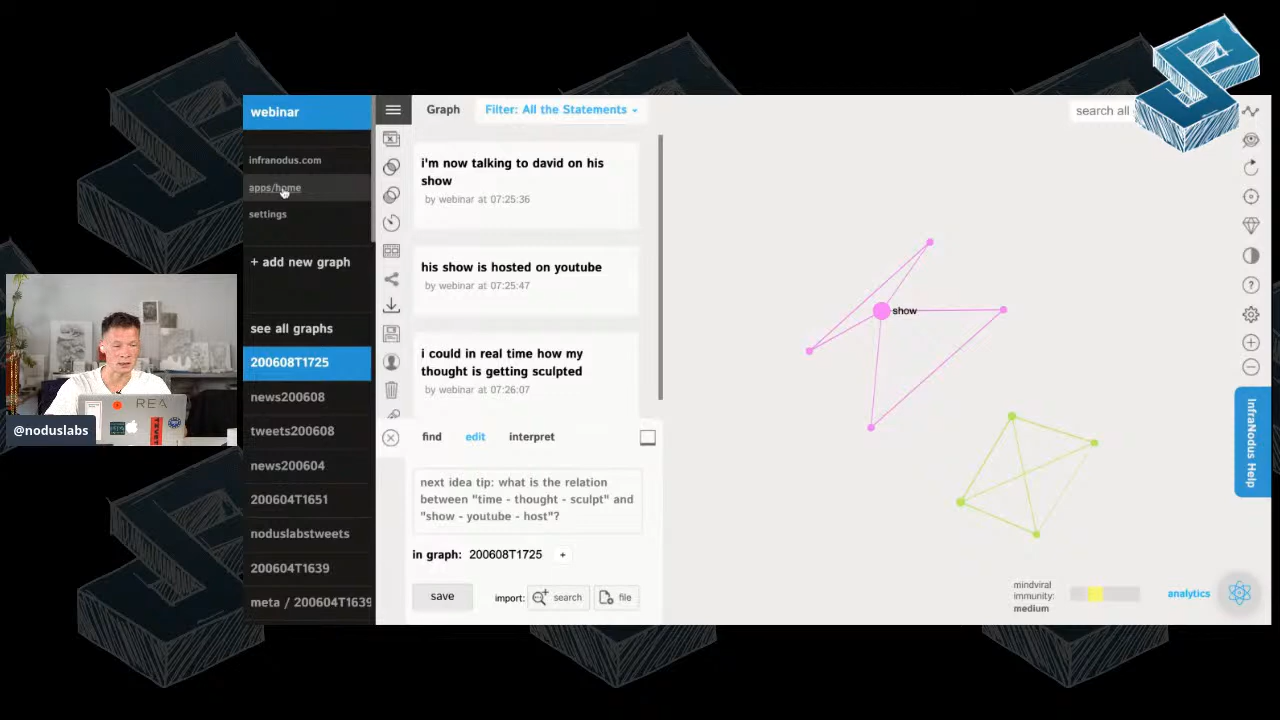 webinar
infranodus.com
apps/home
settings
+ add new graph
see all graphs
200608T1725
news200608
tweets200608
news200604
200604T1651
noduslabstweets
200604T1639
meta / 200604T1639
Graph
Filter: All the Statements
search all
i'm now talking to david on his
show
by webinar at 07:25:36
his show is hosted on youtube
by webinar at 07:25:47
i could in real time how my
thought is getting sculpted
by webinar at 07:26:07
find
edit
interpret
next idea tip: what is the relation
between "time - thought - sculpt" and
"show - youtube - host"?
in graph: 200608T1725 +
save
import:
search
file
show
mindviral
immunity:
medium
analytics
InfraNodus Help
@noduslabs
REA